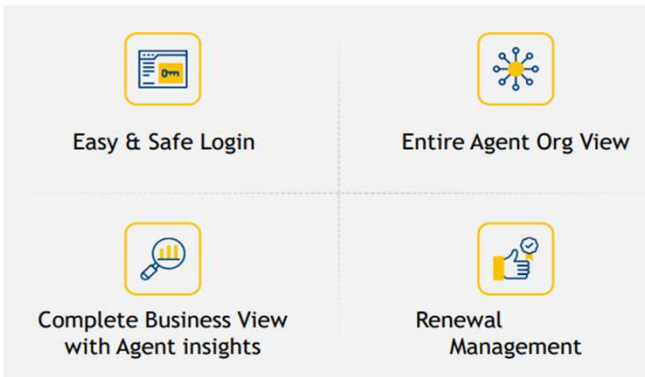 Easy & Safe Login
Entire Agent Org View
Complete Business View
with Agent insights
Renewal
Management